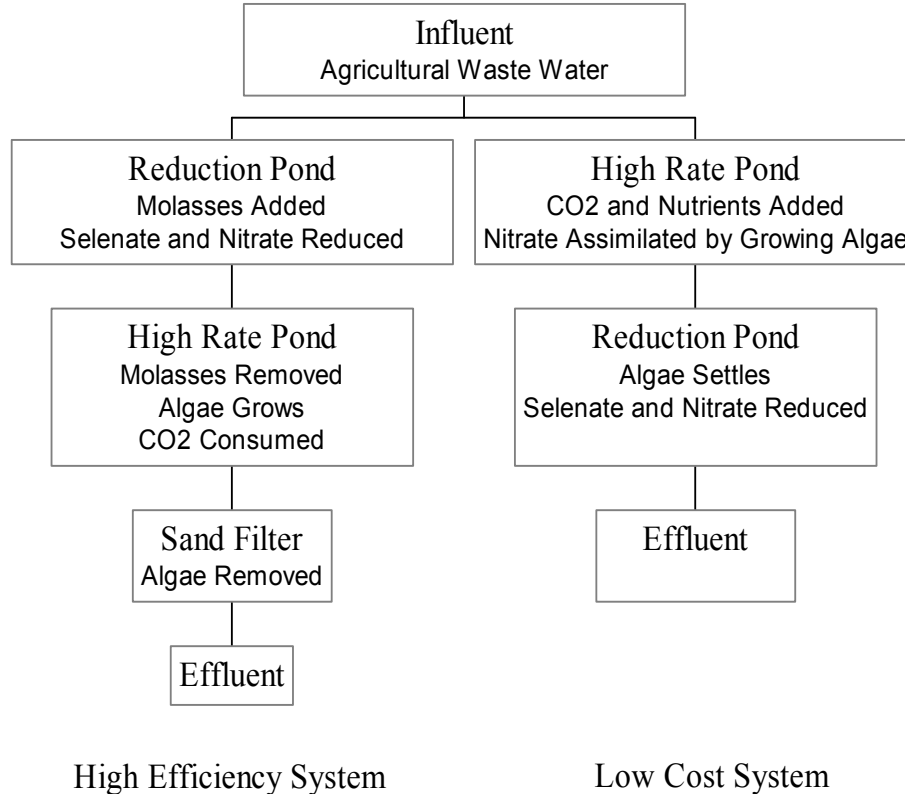 Influent
Agricultural Waste Water
Reduction Pond
Molasses Added
Selenate and Nitrate Reduced
High Rate Pond
Molasses Removed
Algae Grows
CO2 Consumed
Sand Filter
Algae Removed
Effluent
High Efficiency System
High Rate Pond
CO2 and Nutrients Added
Nitrate Assimilated by Growing Algae
Reduction Pond
Algae Settles
Selenate and Nitrate Reduced
Effluent
Low Cost System